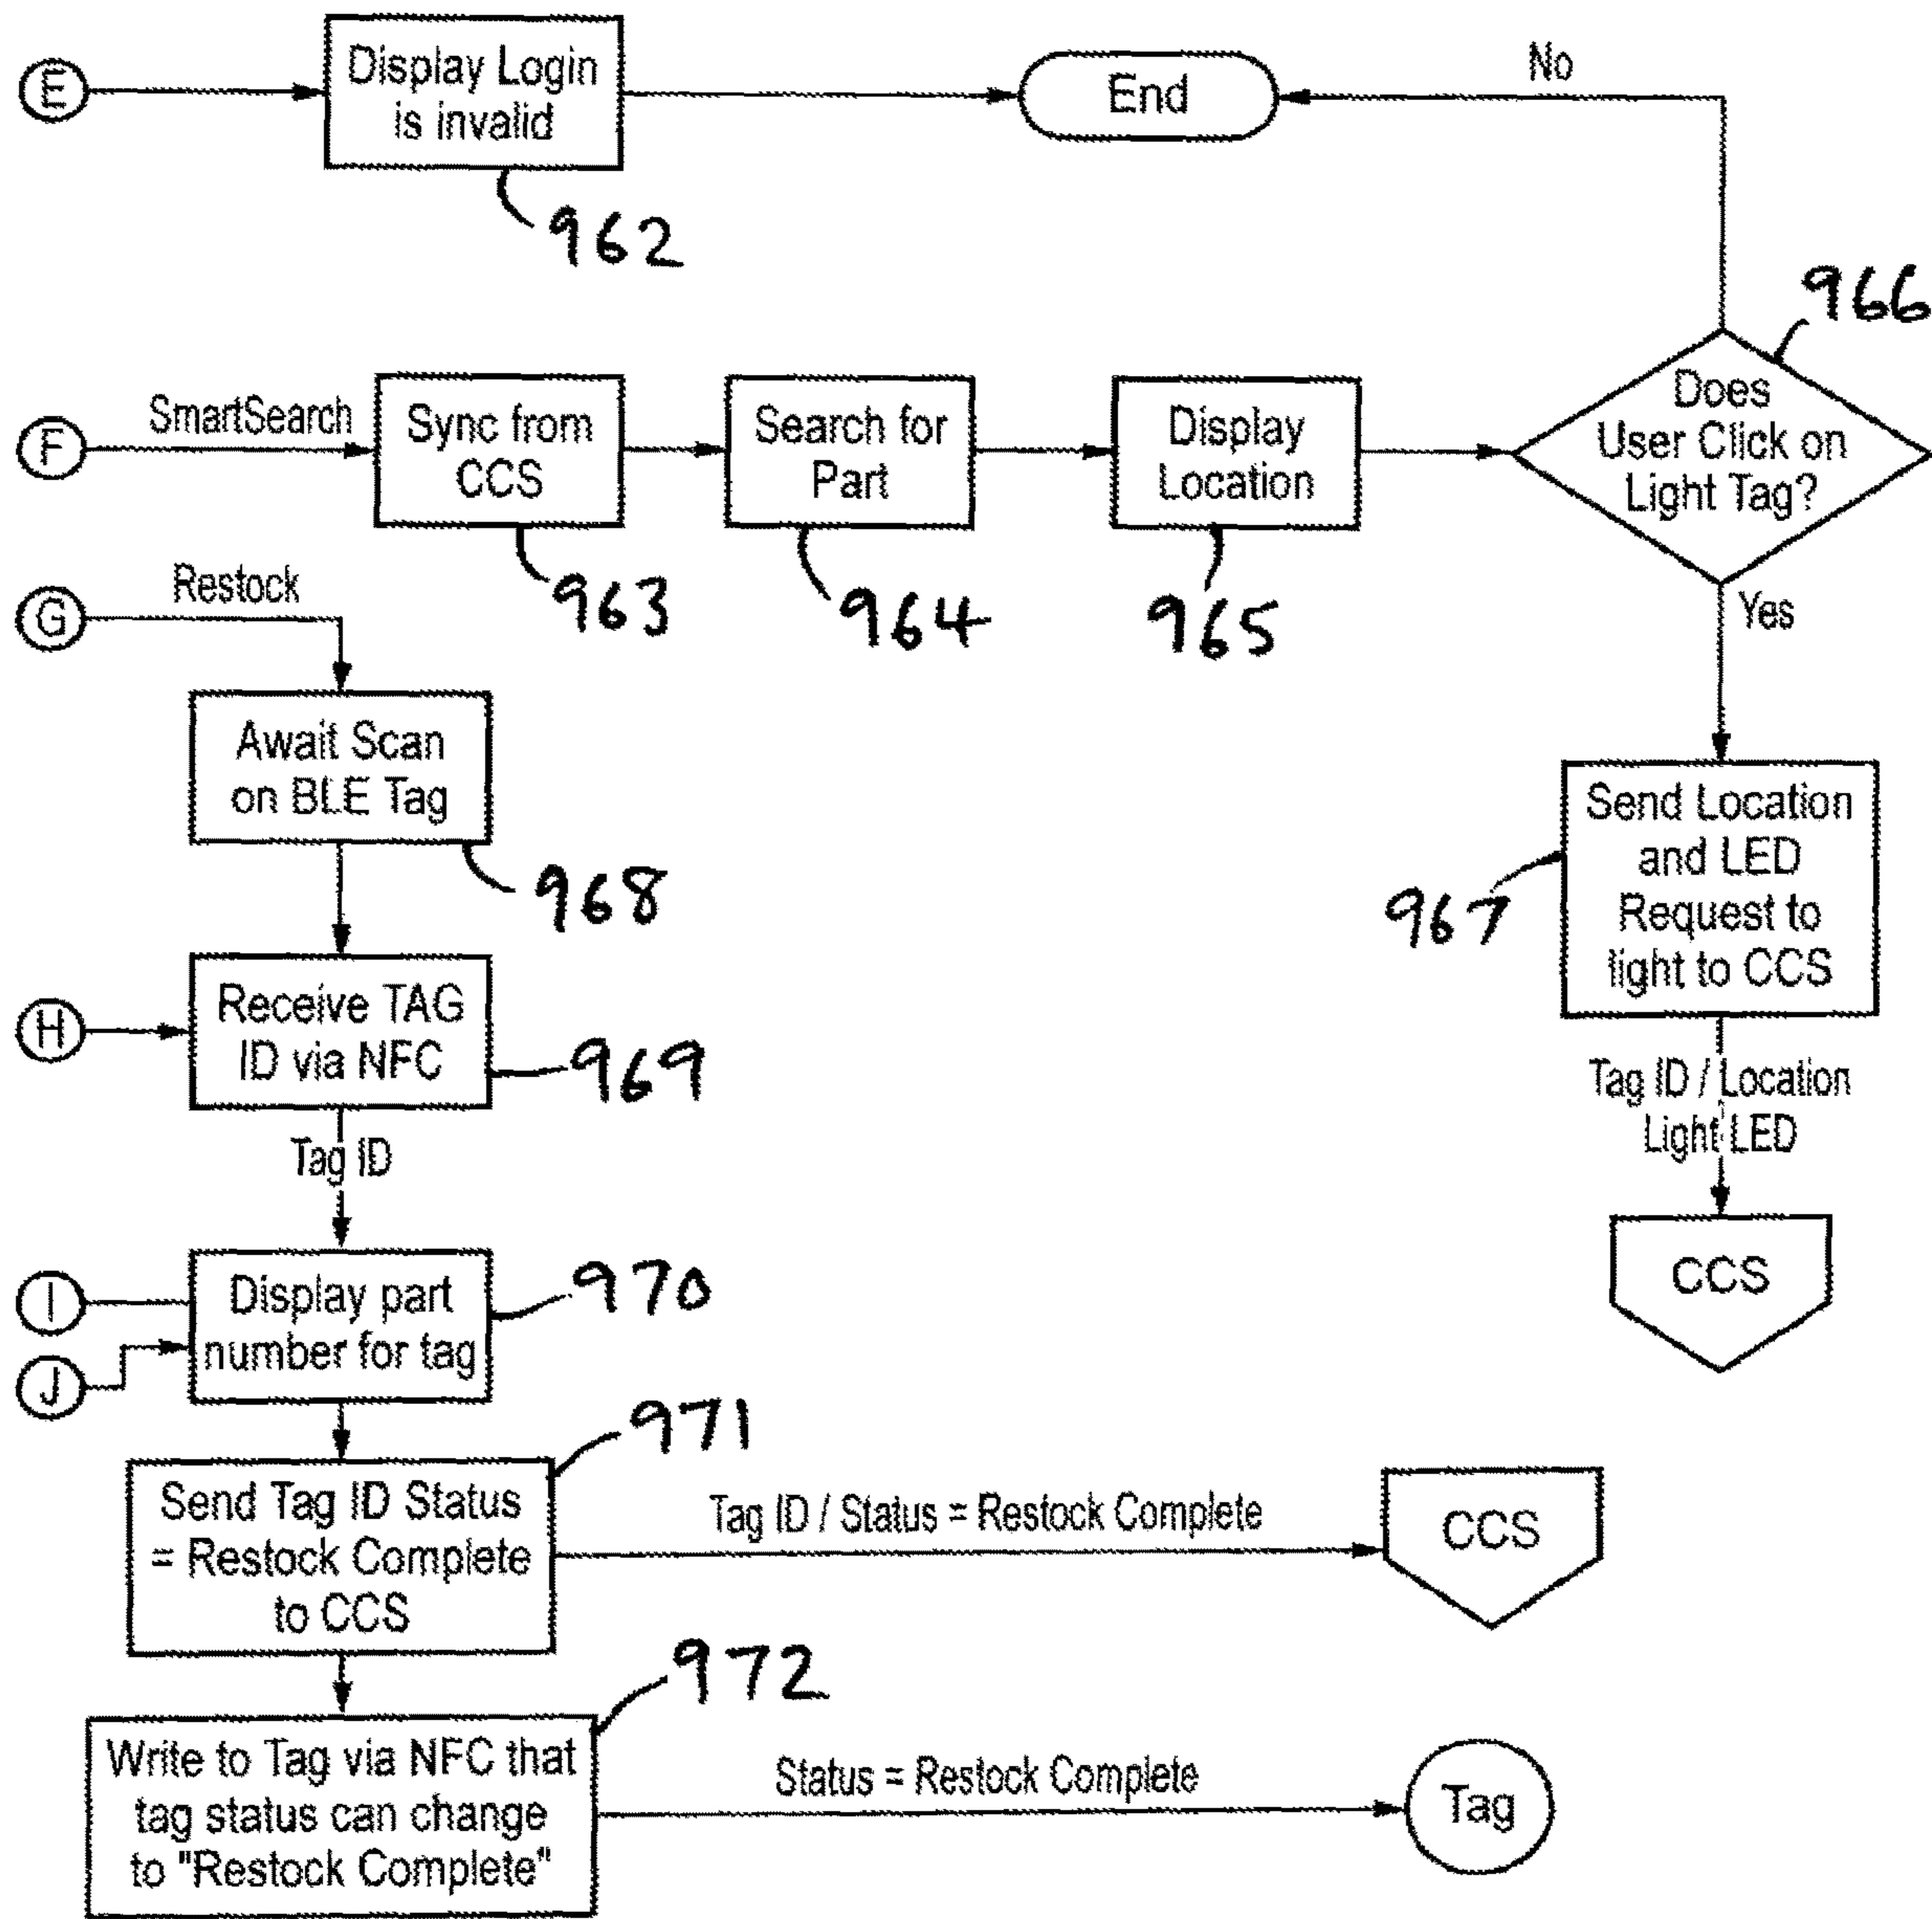 E
Display Login
is invalid
End
No
962
966
F
SmartSearch
Sync from
CCS
Search for
Part
Display
Location
Does
User Click on
Light Tag?
963
964
965
Yes
G
Restock
Await Scan
on BLE Tag
968
Send Location
and LED
Request to
light to CCS
967
H
Receive TAG
ID via NFC
969
Tag ID / Location
Light LED
Tag ID
CCS
I
J
Display part
number for tag
970
971
Send Tag ID Status
= Restock Complete
to CCS
Tag ID / Status = Restock Complete
CCS
972
Write to Tag via NFC that
tag status can change
to "Restock Complete"
Status = Restock Complete
Tag